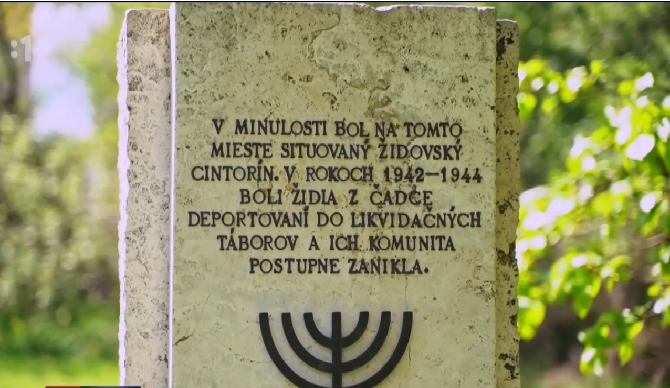 :1
V MINULOSTI BOL NA TOMTO
MIESTE SITUOVANÝ ŽIDOVSKÝ
CINTORÍN. V ROKOCH 1942–1944
BOLI ŽIDIA Z ČADCE
DEPORTOVANÍ DO LIKVIDAČNÝCH
TÁBOROV A ICH KOMUNITA
POSTUPNE ZANIKLA.